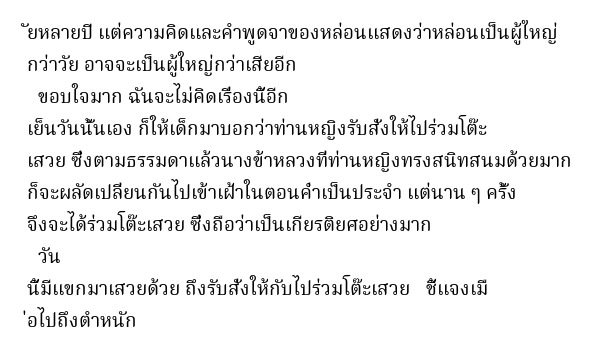 ัยหลายปี แต่ความคิดและคำพูดจาของหล่อนแสดงว่าหล่อนเป็นผู้ใหญ่
กว่าวัย อาจจะเป็นผู้ใหญ่กว่าเสียอีก
ขอบใจมาก ฉันจะไม่คิดเรื่องนี้อีก
เย็นวันนั้นเอง ก็ให้เด็กมาบอกว่าท่านหญิงรับสั่งให้ไปร่วมโต๊ะ
เสวย ซึ่งตามธรรมดาแล้วนางข้าหลวงที่ท่านหญิงทรงสนิทสนมด้วยมาก
ก็จะผลัดเปลี่ยนกันไปเข้าเฝ้าในตอนค่ำเป็นประจำ แต่นาน ๆ ครั้ง
จึงจะได้ร่วมโต๊ะเสวย ซึ่งถือว่าเป็นเกียรติยศอย่างมาก
วัน
นี้มีแขกมาเสวยด้วย ถึงรับสั่งให้กับไปร่วมโต๊ะเสวย ชี้แจงเมื
่อไปถึงตำหนัก